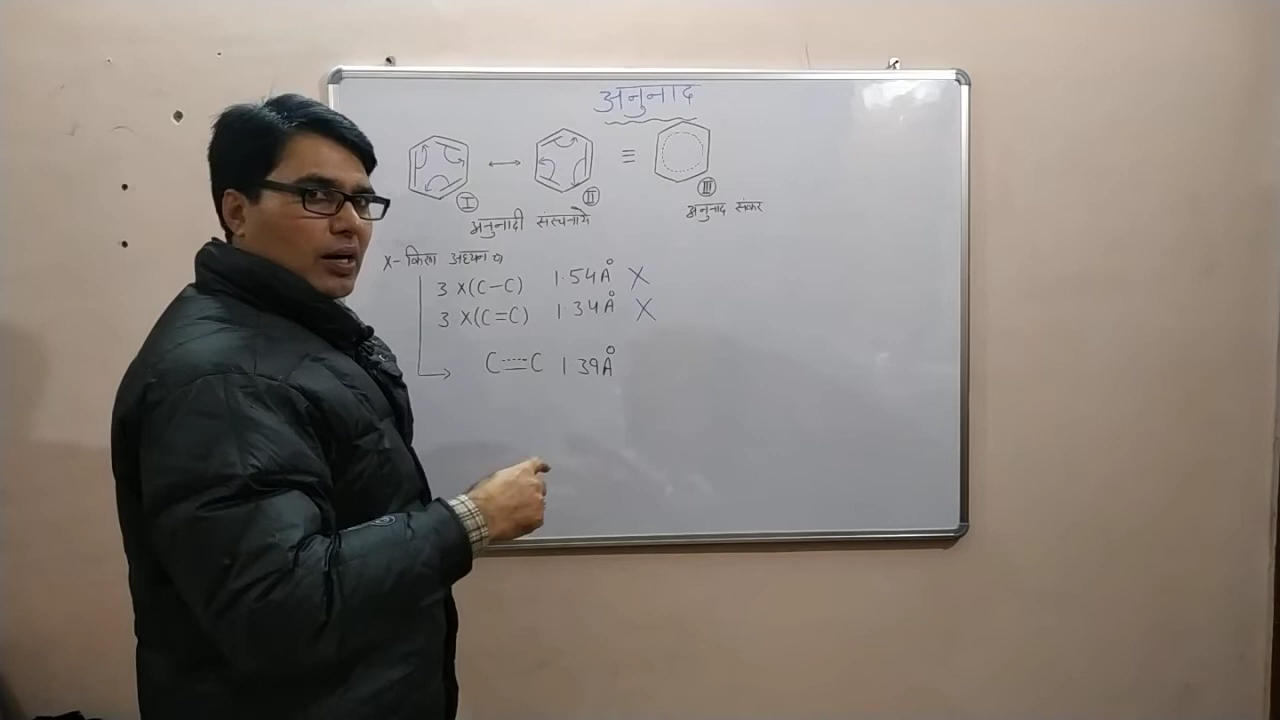 अनुनाद
↔ ≡
I II III
अनुनादी संरचनायें अनुनाद संकर
X- किरण अध्ययन से
3 X(C-C) 1.54Å X
3 X(C=C) 1.34Å X
C C 1.39Å